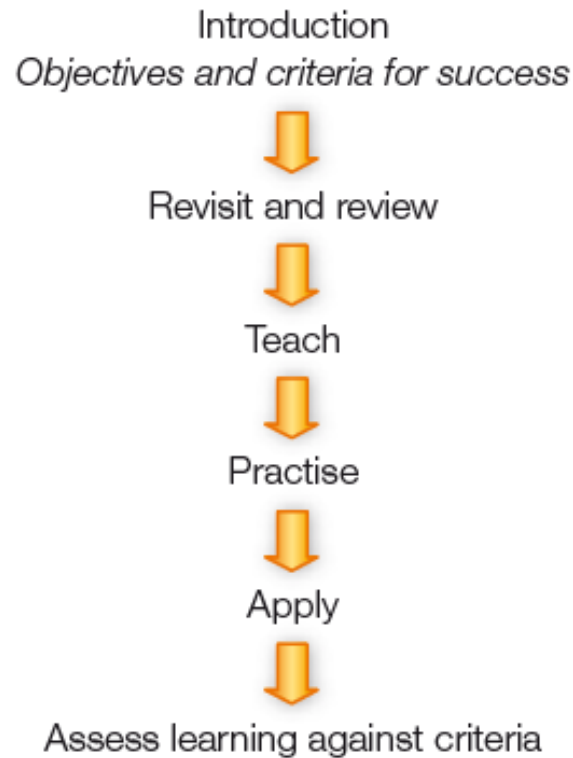 Introduction
Objectives and criteria for success
Revisit and review
Teach
Practise
Apply
Assess learning against criteria